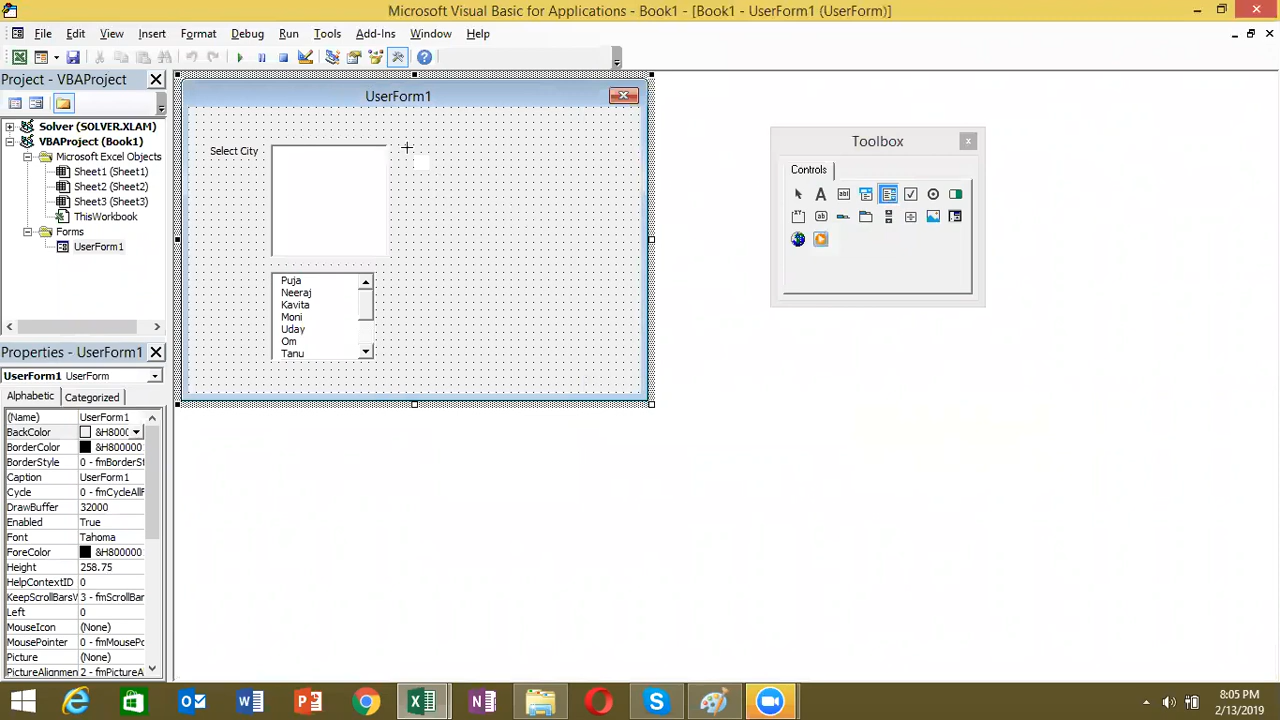 Microsoft Visual Basic for Applications - Book1 - [Book1 - UserForm1 (UserForm)]
File Edit View Insert Format Debug Run Tools Add-Ins Window Help
Project - VBAProject
Solver (SOLVER.XLAM)
VBAProject (Book1)
Microsoft Excel Objects
Sheet1 (Sheet1)
Sheet2 (Sheet2)
Sheet3 (Sheet3)
ThisWorkbook
Forms
UserForm1
Properties - UserForm1
UserForm1 UserForm
Alphabetic Categorized
(Name) UserForm1
BackColor &H8000
BorderColor &H800000
BorderStyle 0 - fmBorderSt
Caption UserForm1
Cycle 0 - fmCycleAllF
DrawBuffer 32000
Enabled True
Font Tahoma
ForeColor &H800000
Height 258.75
HelpContextID 0
KeepScrollBarsV 3 - fmScrollBar
Left 0
MouseIcon (None)
MousePointer 0 - fmMousePo
Picture (None)
PictureAlignmen 2 - fmPictureA
UserForm1
Select City
Puja
Neeraj
Kavita
Moni
Uday
Om
Tanu
Toolbox
Controls
8:05 PM
2/13/2019